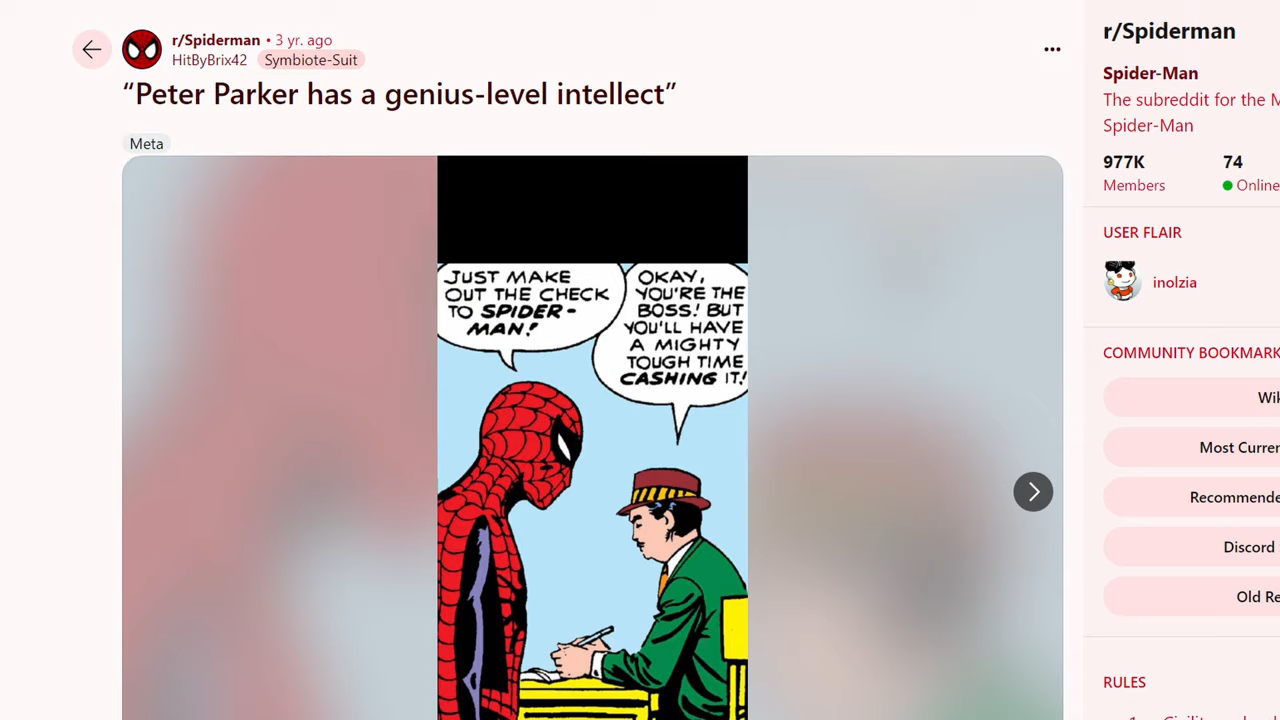 r/Spiderman • 3 yr. ago
HitByBrix42 Symbiote-Suit
“Peter Parker has a genius-level intellect”
Meta
JUST MAKE
OUT THE CHECK
TO SPIDER-
MAN!
OKAY,
YOU'RE THE
BOSS! BUT
YOU'LL HAVE
A MIGHTY
TOUGH TIME
CASHING IT!
r/Spiderman
Spider-Man
The subreddit for the M
Spider-Man
977K 74
Members Online
USER FLAIR
inolzia
COMMUNITY BOOKMARK
Wik
Most Curren
Recommende
Discord
Old Re
RULES